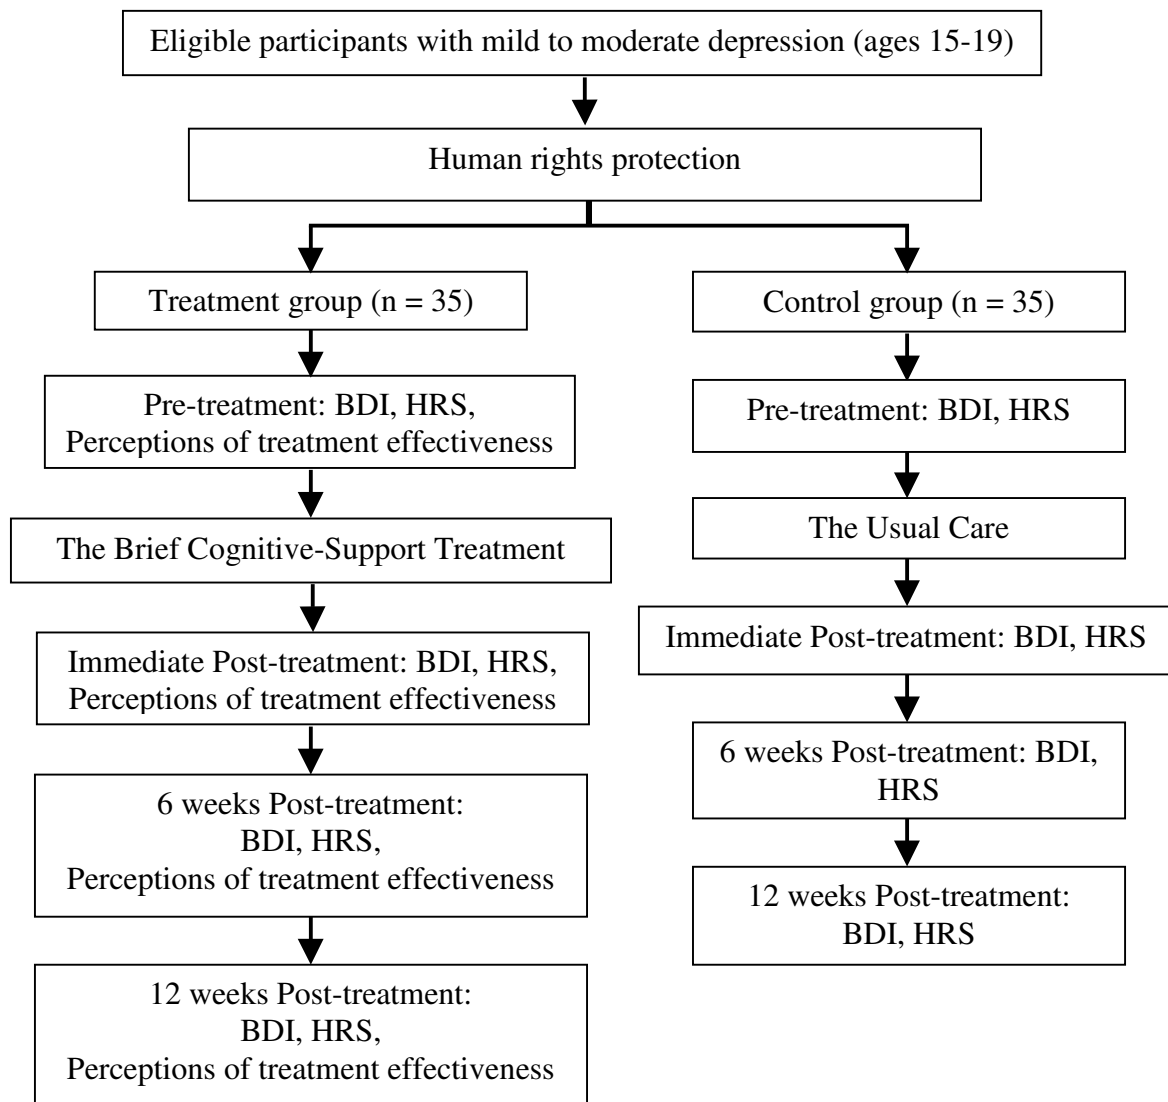 Eligible participants with mild to moderate depression (ages 15-19)
Human rights protection
Treatment group (n = 35)
Pre-treatment: BDI, HRS,
Perceptions of treatment effectiveness
The Brief Cognitive-Support Treatment
Immediate Post-treatment: BDI, HRS,
Perceptions of treatment effectiveness
6 weeks Post-treatment:
BDI, HRS,
Perceptions of treatment effectiveness
12 weeks Post-treatment:
BDI, HRS,
Perceptions of treatment effectiveness
Control group (n = 35)
Pre-treatment: BDI, HRS
The Usual Care
Immediate Post-treatment: BDI, HRS
6 weeks Post-treatment: BDI,
HRS
12 weeks Post-treatment:
BDI, HRS